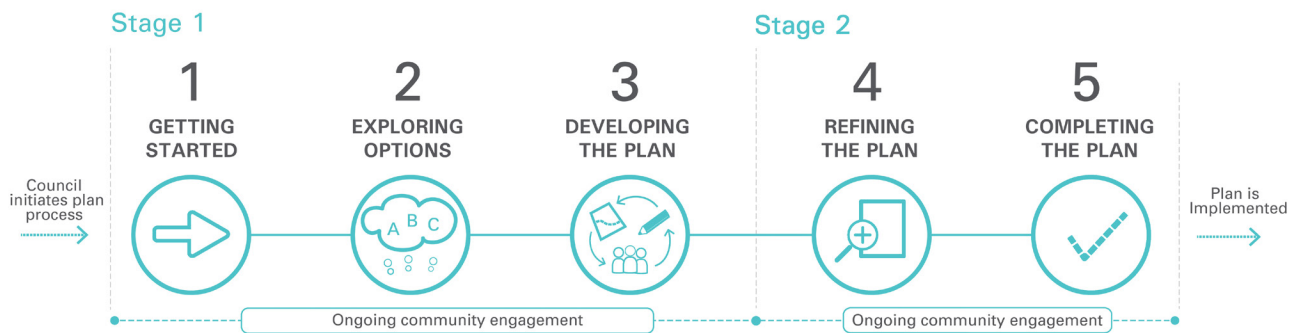 Stage 1
Stage 2
1
2
3
4
5
GETTING
STARTED
EXPLORING
OPTIONS
DEVELOPING
THE PLAN
REFINING
THE PLAN
COMPLETING
THE PLAN
Council
initiates plan
process
A B C
Plan is
Implemented
Ongoing community engagement
Ongoing community engagement